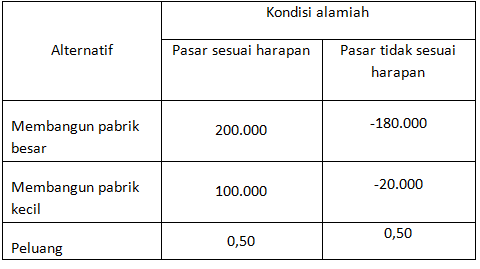 Kondisi alamiah
Alternatif
Pasar sesuai harapan
Pasar tidak sesuai
harapan
Membangun pabrik
besar
200.000
-180.000
Membangun pabrik
kecil
100.000
-20.000
Peluang
0,50
0,50